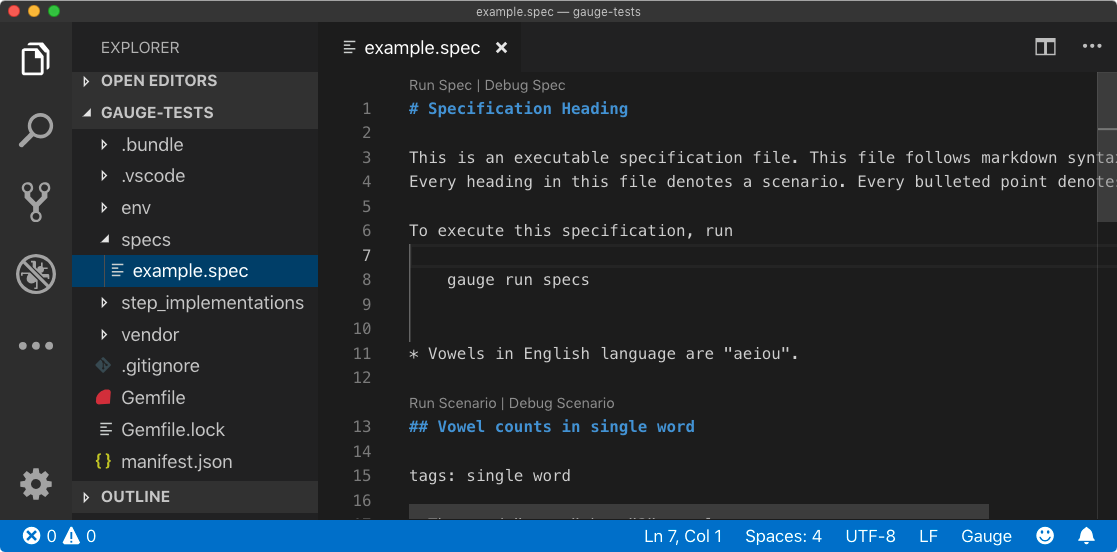 example.spec — gauge-tests
EXPLORER
OPEN EDITORS
GAUGE-TESTS
.bundle
.vscode
env
specs
example.spec
step_implementations
vendor
.gitignore
Gemfile
Gemfile.lock
{} manifest.json
OUTLINE
example.spec ×
Run Spec | Debug Spec
1 # Specification Heading
2
3 This is an executable specification file. This file follows markdown
4 Every heading in this file denotes a scenario. Every bulleted point
5
6 To execute this specification, run
7
8 gauge run specs
9
10
11 * Vowels in English language are "aeiou".
12
Run Scenario | Debug Scenario
13 ## Vowel counts in single word
14
15 tags: single word
16
0 0
Ln 7, Col 1 Spaces: 4 UTF-8 LF Gauge